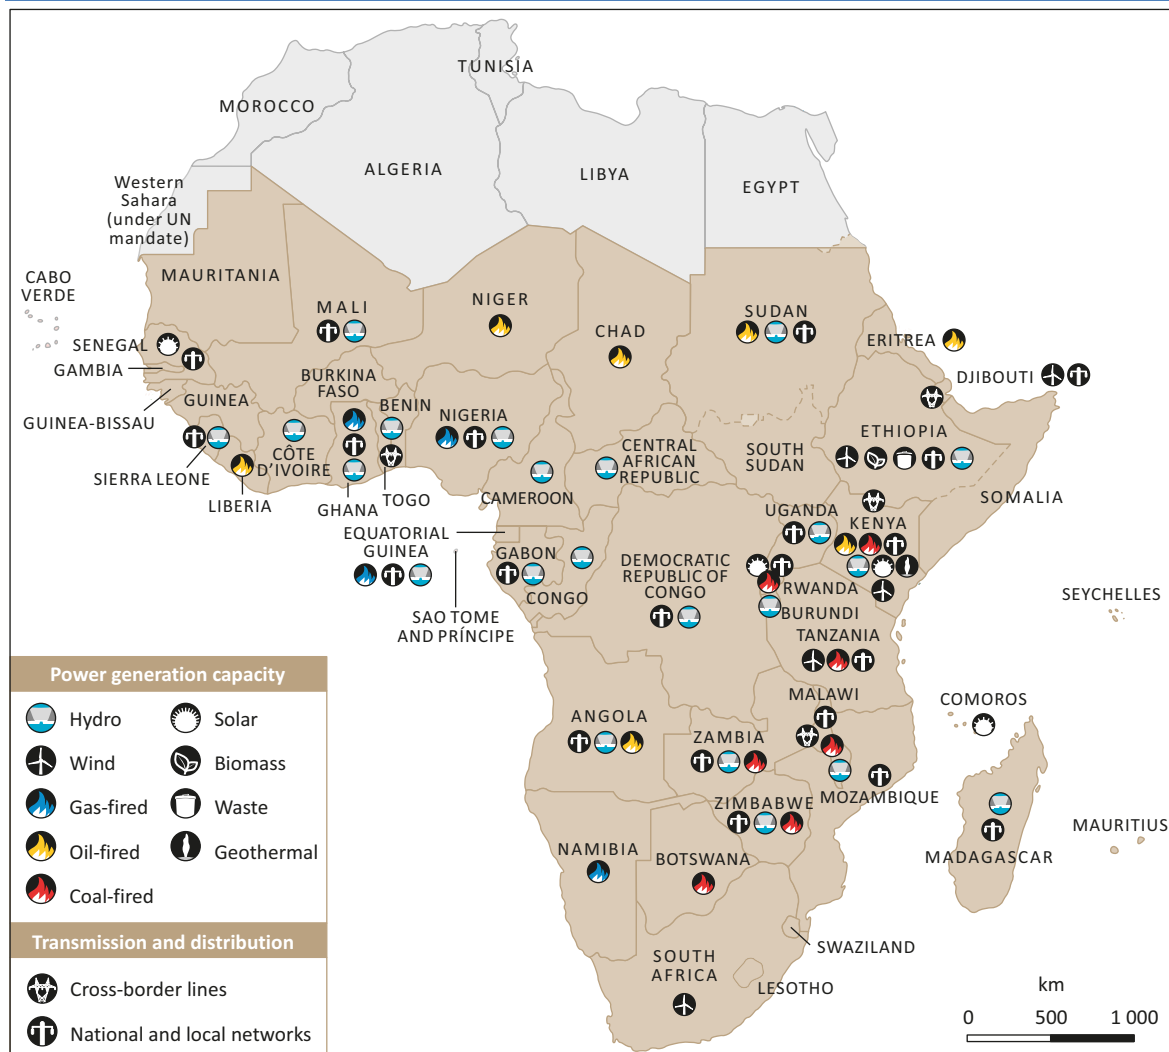 TUNISIA
MOROCCO
ALGERIA
LIBYA
EGYPT
Western
Sahara
(under UN
mandate)
CABO
VERDE
MAURITANIA
MALI
NIGER
CHAD
SUDAN
ERITREA
SENEGAL
GAMBIA
DJIBOUTI
GUINEA-BISSAU
GUINEA
BURKINA
FASO
BENIN
NIGERIA
ETHIOPIA
SIERRA LEONE
CÔTE
D'IVOIRE
CENTRAL
AFRICAN
REPUBLIC
SOUTH
SUDAN
SOMALIA
LIBERIA
GHANA
TOGO
CAMEROON
UGANDA
KENYA
EQUATORIAL
GUINEA
GABON
CONGO
DEMOCRATIC
REPUBLIC OF
CONGO
RWANDA
BURUNDI
SEYCHELLES
SAO TOME
AND PRÍNCIPE
TANZANIA
MALAWI
COMOROS
ANGOLA
ZAMBIA
MOZAMBIQUE
ZIMBABWE
MAURITIUS
MADAGASCAR
NAMIBIA
BOTSWANA
SWAZILAND
SOUTH
AFRICA
LESOTHO
Power generation capacity
Hydro
Solar
Wind
Biomass
Gas-fired
Waste
Oil-fired
Geothermal
Coal-fired
Transmission and distribution
Cross-border lines
National and local networks
km
0 500 1 000